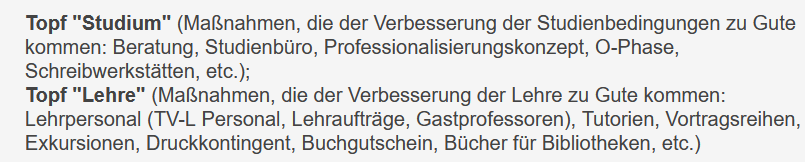 Topf "Studium" (Maßnahmen, die der Verbesserung der Studienbedingungen zu Gute
kommen: Beratung, Studienbüro, Professionalisierungskonzept, O-Phase,
Schreibwerkstätten, etc.);
Topf "Lehre" (Maßnahmen, die der Verbesserung der Lehre zu Gute kommen:
Lehrpersonal (TV-L Personal, Lehraufträge, Gastprofessoren), Tutorien, Vortragsreihen,
Exkursionen, Druckkontingent, Buchgutschein, Bücher für Bibliotheken, etc.)